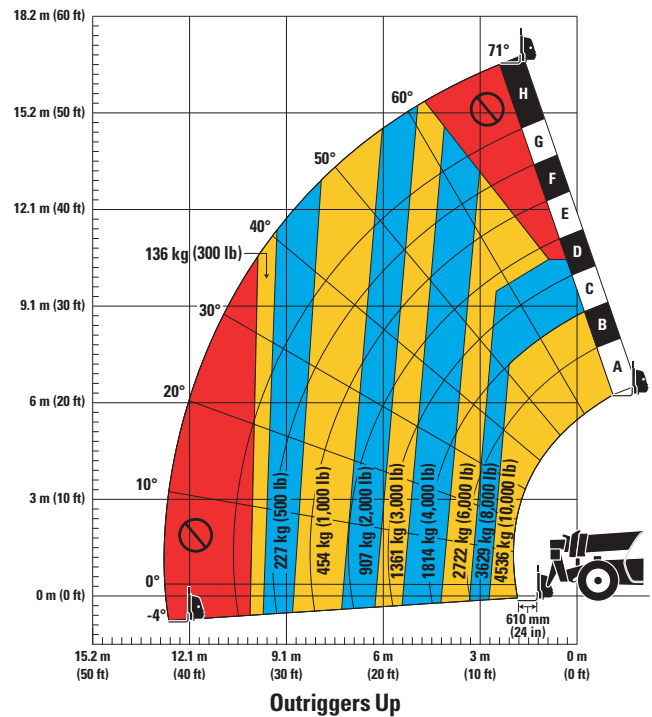 18.2 m (60 ft)
71°
H
60°
15.2 m (50 ft)
G
50°
F
12.1 m (40 ft)
E
40°
136 kg (300 lb)
D
C
9.1 m (30 ft)
30°
B
A
6 m (20 ft)
20°
3 m (10 ft)
10°
227 kg (500 lb)
454 kg (1,000 lb)
907 kg (2,000 lb)
1361 kg (3,000 lb)
1814 kg (4,000 lb)
2722 kg (6,000 lb)
3629 kg (8,000 lb)
4536 kg (10,000 lb)
0°
0 m (0 ft)
-4°
610 mm
(24 in)
15.2 m 12.1 m 9.1 m 6 m 3 m 0 m
(50 ft) (40 ft) (30 ft) (20 ft) (10 ft) (0 ft)
Outriggers Up